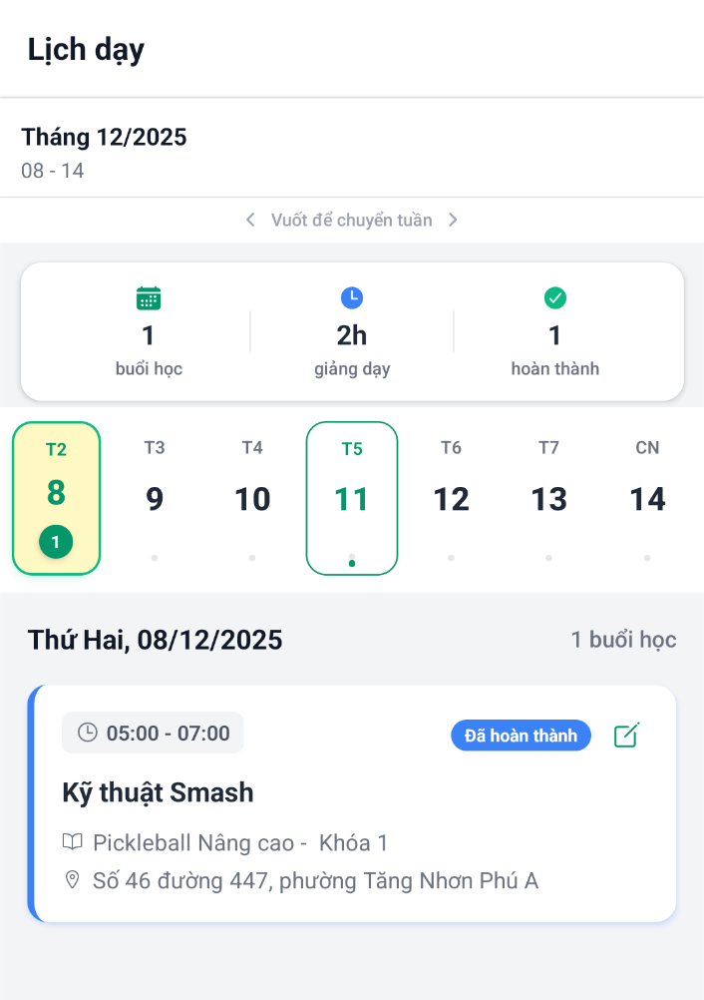 Lịch dạy
Tháng 12/2025
08 - 14
Vuốt để chuyển tuần
1 2h 1
buổi học giảng dạy hoàn thành
T2 T3 T4 T5 T6 T7 CN
8 9 10 11 12 13 14
1
Thứ Hai, 08/12/2025 1 buổi học
05:00 - 07:00 Đã hoàn thành
Kỹ thuật Smash
Pickleball Nâng cao - Khóa 1
Số 46 đường 447, phường Tăng Nhơn Phú A